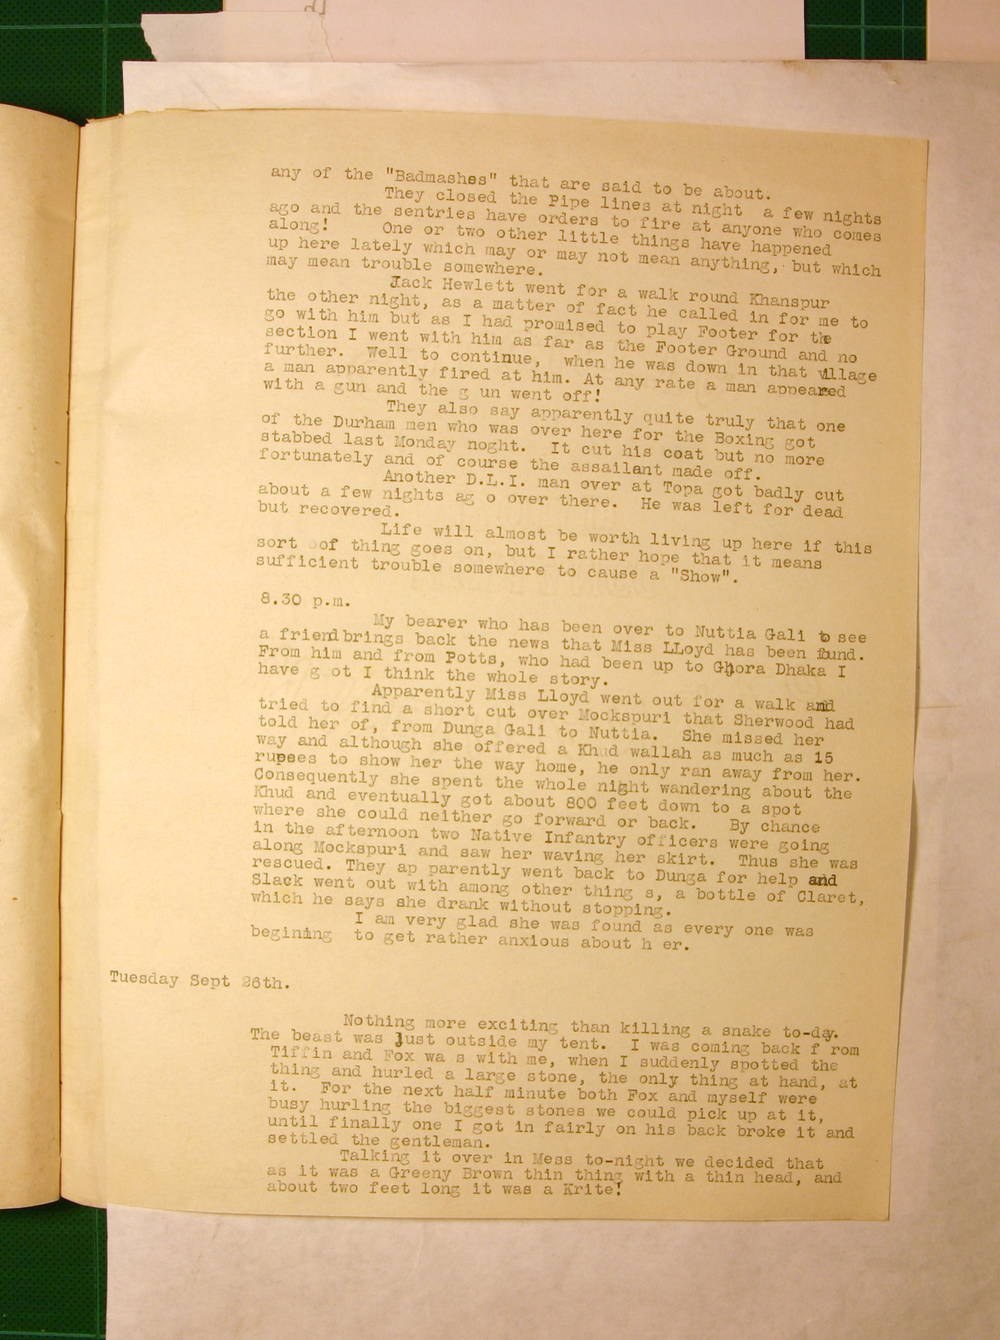 any of the "Badmashes" that are said to be about.
They closed the Pipe lines at night a few nights
ago and the sentries have orders to fire at anyone who comes
along! One or two other little things have happened
up here lately which may or may not mean anything, but which
may mean trouble somewhere.
Jack Hewlett went for a walk round Khanspur
the other night, as a matter of fact he called in for me to
go with him but as I had promised to play Footer for the
section I went with him as far as the Footer Ground and no
further. Well to continue, when he was down in that village
a man apparently fired at him. At any rate a man appeared
with a gun and the g un went off!
They also say apparently quite truly that one
of the Durham men who was over here for the Boxing got
stabbed last Monday noght. It cut his coat but no more
fortunately and of course the assailant made off.
Another D.L.I. man over at Topa got badly cut
about a few nights ag o over there. He was left for dead
but recovered.
Life will almost be worth living up here if this
sort of thing goes on, but I rather hope that it means
sufficient trouble somewhere to cause a "Show".
8.30 p.m.
My bearer who has been over to Nuttia Gali to see
a friend brings back the news that Miss LLoyd has been found.
From him and from Potts, who had been up to Ghora Dhaka I
have g ot I think the whole story.
Apparently Miss Lloyd went out for a walk and
tried to find a short cut over Mockspuri that Sherwood had
told her of, from Dunga Gali to Nuttia. She missed her
way and although she offered a Khud wallah as much as 15
rupees to show her the way home, he only ran away from her.
Consequently she spent the whole night wandering about the
Khud and eventually got about 800 feet down to a spot
where she could neither go forward or back. By chance
in the afternoon two Native Infantry officers were going
along Mockspuri and saw her waving her skirt. Thus she was
rescued. They ap parently went back to Dunga for help and
Slack went out with among other thing s, a bottle of Claret,
which he says she drank without stopping.
I am very glad she was found as every one was
begining to get rather anxious about h er.
Tuesday Sept 26th.
Nothing more exciting than killing a snake to-day.
The beast was just outside my tent. I was coming back f rom
Tiffin and Fox wa s with me, when I suddenly spotted the
thing and hurled a large stone, the only thing at hand, at
it. For the next half minute both Fox and myself were
busy hurling the biggest stones we could pick up at it,
until finally one I got in fairly on his back broke it and
settled the gentleman.
Talking it over in Mess to-night we decided that
as it was a Greeny Brown thin thing with a thin head, and
about two feet long it was a Krite!